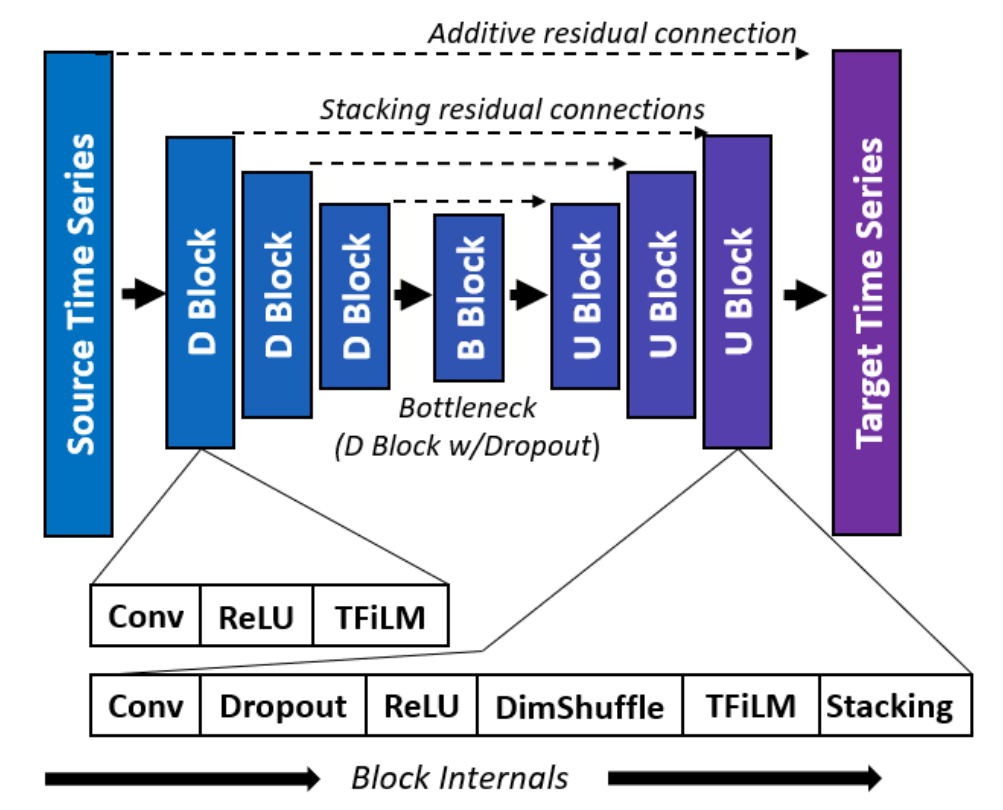 Additive residual connection
Stacking residual connections
Source Time Series
D Block
D Block
D Block
B Block
U Block
U Block
U Block
Target Time Series
Bottleneck
(D Block w/Dropout)
Conv ReLU TFiLM
Conv Dropout ReLU DimShuffle TFiLM Stacking
Block Internals